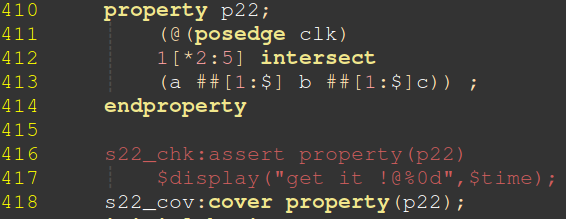 410 property p22;
411 (@(posedge clk)
412 1[*2:5] intersect
413 (a ##[1:$] b ##[1:$]c)) ;
414 endproperty
415
416 s22_chk:assert property(p22)
417 $display("get it !@%0d",$time);
418 s22_cov:cover property(p22);